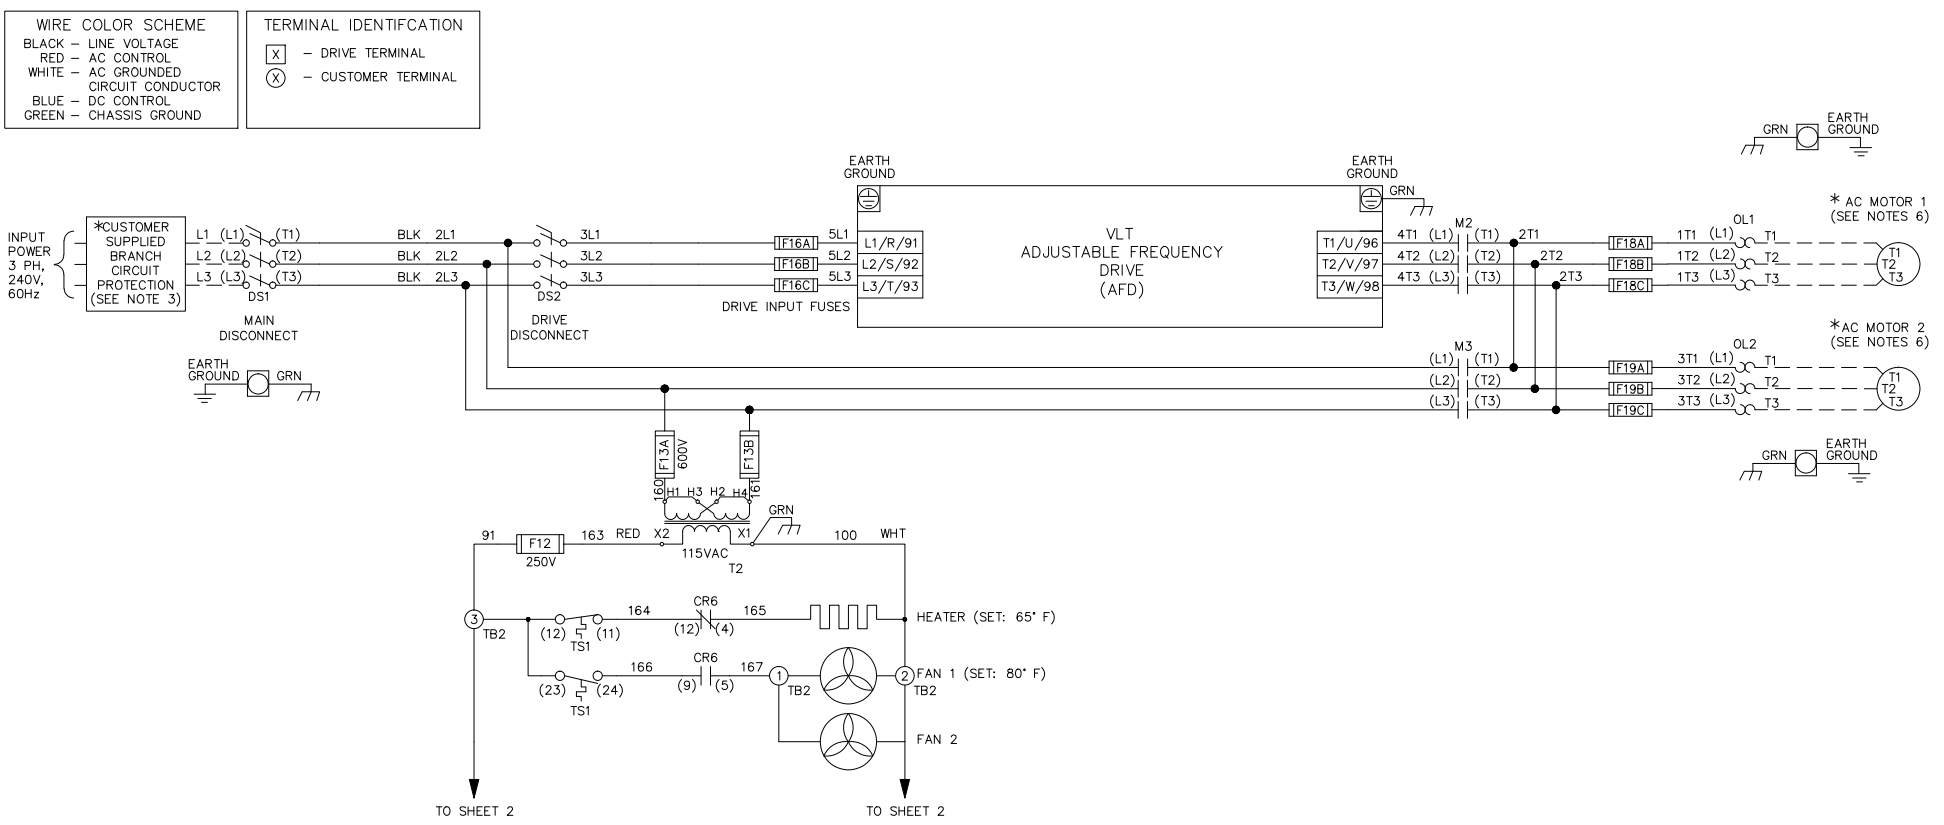 WIRE COLOR SCHEME
BLACK – LINE VOLTAGE
RED – AC CONTROL
WHITE – AC GROUNDED
CIRCUIT CONDUCTOR
BLUE – DC CONTROL
GREEN – CHASSIS GROUND
TERMINAL IDENTIFCATION
X – DRIVE TERMINAL
X – CUSTOMER TERMINAL
INPUT
POWER
3 PH,
240V,
60Hz
*CUSTOMER
SUPPLIED
BRANCH
CIRCUIT
PROTECTION
(SEE NOTE 3)
L1 (L1) (T1) BLK 2L1 3L1 F16A 5L1 L1/R/91
L2 (L2) (T2) BLK 2L2 3L2 F16B 5L2 L2/S/92
L3 (L3) (T3) BLK 2L3 3L3 F16C 5L3 L3/T/93
DS1
MAIN
DISCONNECT
DS2
DRIVE
DISCONNECT
DRIVE INPUT FUSES
EARTH
GROUND
GRN
EARTH
GROUND
VLT
ADJUSTABLE FREQUENCY
DRIVE
(AFD)
EARTH
GROUND
GRN
M2
T1/U/96 4T1 (L1) (T1) 2T1 F18A 1T1 (L1) T1
T2/V/97 4T2 (L2) (T2) 2T2 F18B 1T2 (L2) T2
T3/W/98 4T3 (L3) (T3) 2T3 F18C 1T3 (L3) T3
OL1
GRN
EARTH
GROUND
* AC MOTOR 1
(SEE NOTES 6)
T1
T2
T3
M3
(L1) (T1) F19A 3T1 (L1) T1
(L2) (T2) F19B 3T2 (L2) T2
(L3) (T3) F19C 3T3 (L3) T3
OL2
*AC MOTOR 2
(SEE NOTES 6)
T1
T2
T3
GRN
EARTH
GROUND
F13A
600V
F13B
160
H1 H3 H2 H4
161
GRN
91 F12 163 RED X2 X1 100 WHT
250V
115VAC
T2
3
TB2
(12) (11)
TS1
164
CR6
(12) (4)
165
HEATER (SET: 65° F)
(23) (24)
TS1
166
CR6
(9) (5)
167
1
TB2
2
TB2
FAN 1 (SET: 80° F)
FAN 2
TO SHEET 2
TO SHEET 2